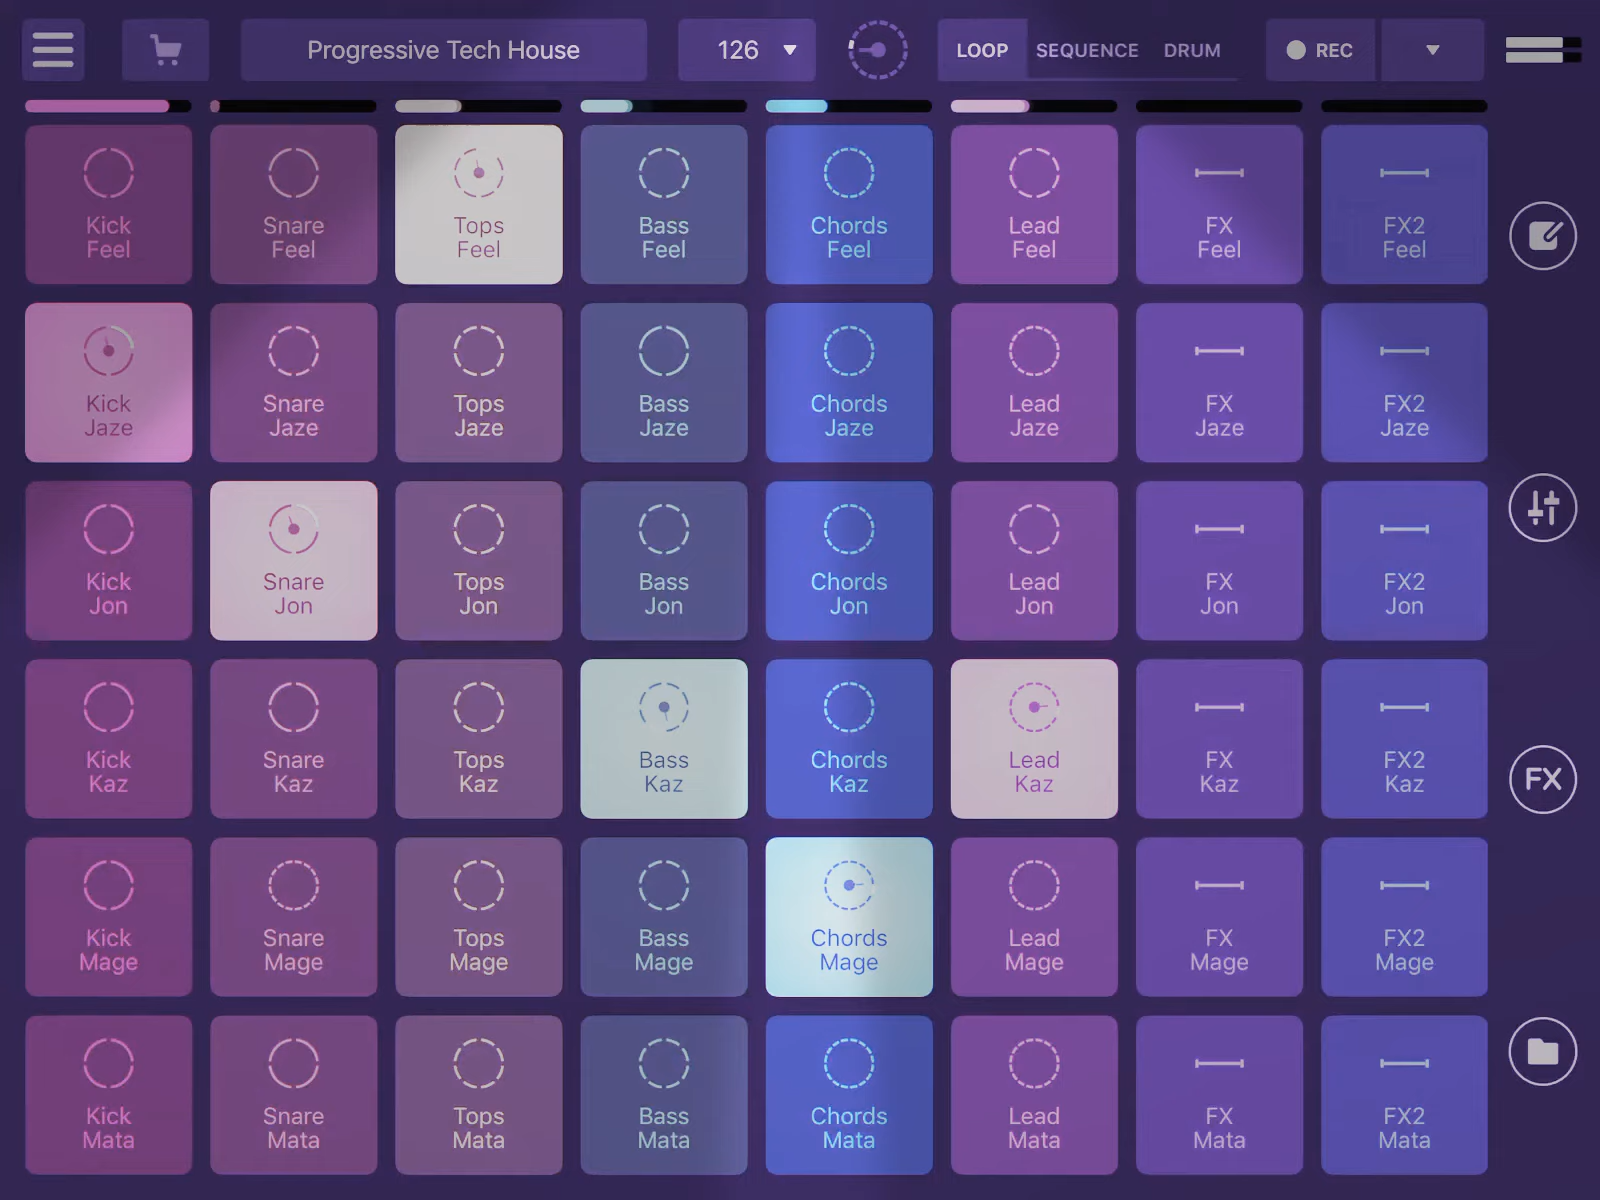 Progressive Tech House
126
LOOP
SEQUENCE
DRUM
REC
Kick
Feel
Snare
Feel
Tops
Feel
Bass
Feel
Chords
Feel
Lead
Feel
FX
Feel
FX2
Feel
Kick
Jaze
Snare
Jaze
Tops
Jaze
Bass
Jaze
Chords
Jaze
Lead
Jaze
FX
Jaze
FX2
Jaze
Kick
Jon
Snare
Jon
Tops
Jon
Bass
Jon
Chords
Jon
Lead
Jon
FX
Jon
FX2
Jon
Kick
Kaz
Snare
Kaz
Tops
Kaz
Bass
Kaz
Chords
Kaz
Lead
Kaz
FX
Kaz
FX2
Kaz
FX
Kick
Mage
Snare
Mage
Tops
Mage
Bass
Mage
Chords
Mage
Lead
Mage
FX
Mage
FX2
Mage
Kick
Mata
Snare
Mata
Tops
Mata
Bass
Mata
Chords
Mata
Lead
Mata
FX
Mata
FX2
Mata